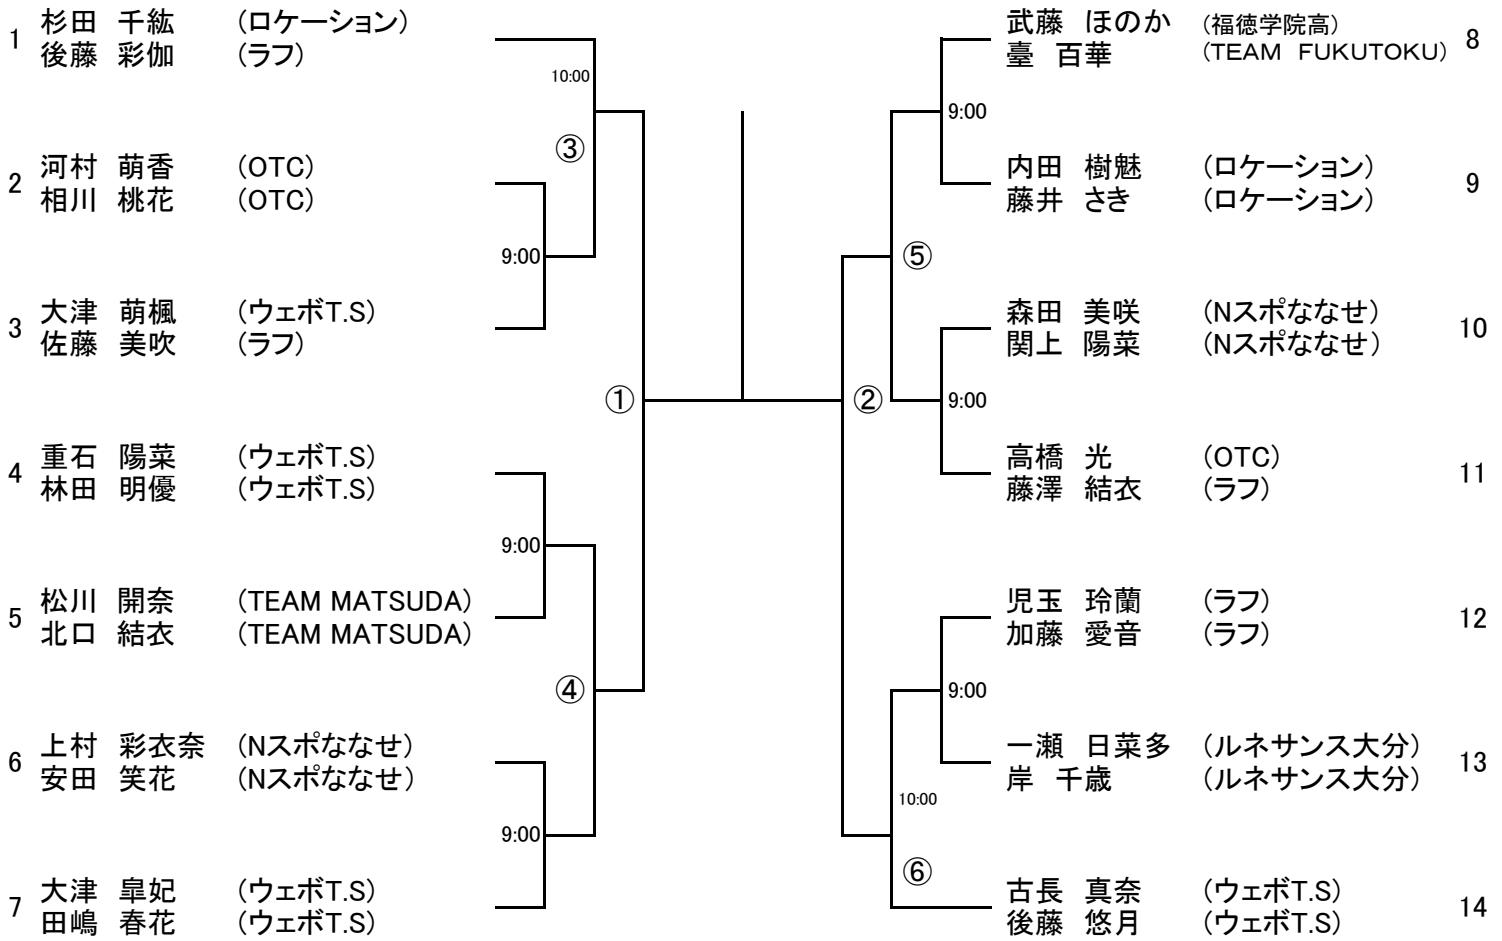 1 杉田 千紘 (ロケーション)
後藤 彩伽 (ラフ)
10:00
③
2 河村 萌香 (OTC)
相川 桃花 (OTC)
9:00
3 大津 萌楓 (ウェボT.S)
佐藤 美吹 (ラフ)
①
4 重石 陽菜 (ウェボT.S)
林田 明優 (ウェボT.S)
9:00
5 松川 開奈 (TEAM MATSUDA)
北口 結衣 (TEAM MATSUDA)
④
6 上村 彩衣奈 (Nスポななせ)
安田 笑花 (Nスポななせ)
9:00
7 大津 皐妃 (ウェボT.S)
田嶋 春花 (ウェボT.S)
武藤 ほのか (福徳学院高) 8
臺 百華 (TEAM FUKUTOKU)
9:00
内田 樹魅 (ロケーション) 9
藤井 さき (ロケーション)
⑤
森田 美咲 (Nスポななせ) 10
関上 陽菜 (Nスポななせ)
②
9:00
高橋 光 (OTC) 11
藤澤 結衣 (ラフ)
児玉 玲蘭 (ラフ) 12
加藤 愛音 (ラフ)
9:00
一瀬 日菜多 (ルネサンス大分) 13
岸 千歳 (ルネサンス大分)
10:00
⑥
古長 真奈 (ウェボT.S) 14
後藤 悠月 (ウェボT.S)